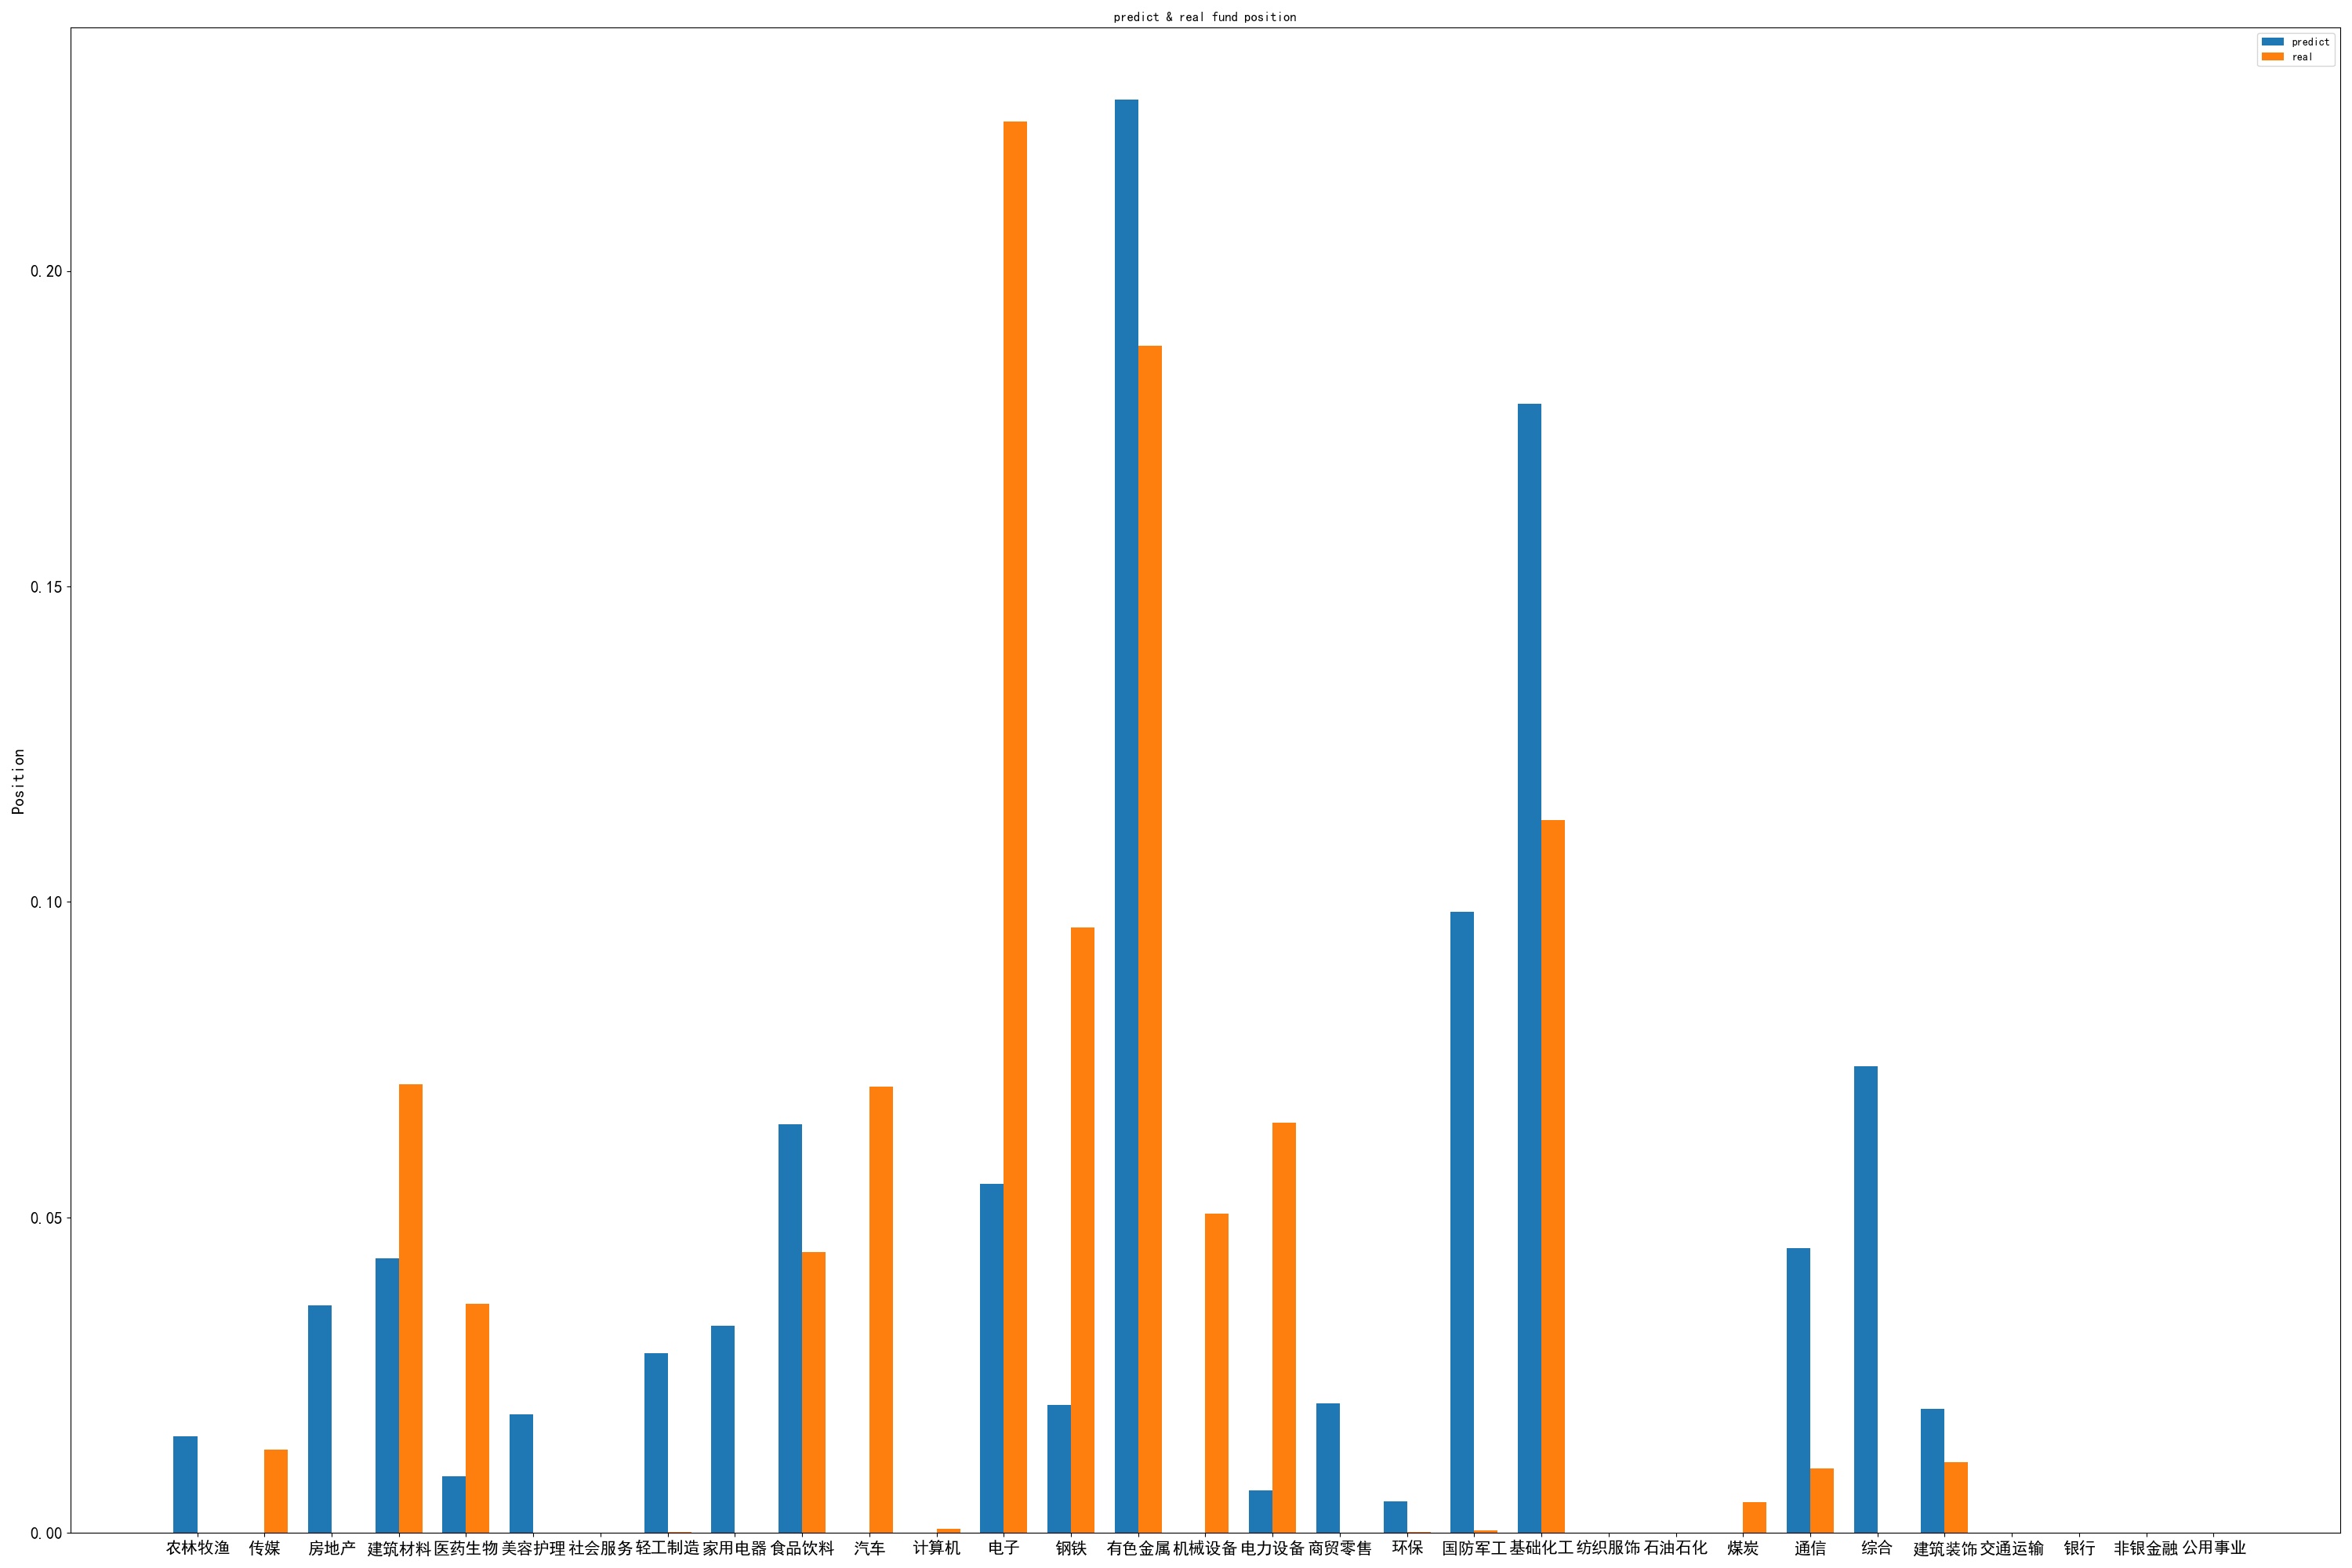 predict & real fund position
predict
real
Position
0.20
0.15
0.10
0.05
0.00
农林牧渔 传媒 房地产 建筑材料 医药生物 美容护理 社会服务 轻工制造 家用电器 食品饮料 汽车 计算机 电子 钢铁 有色金属 机械设备 电力设备 商贸零售 环保 国防军工 基础化工 纺织服饰 石油石化 煤炭 通信 综合 建筑装饰 交通运输 银行 非银金融 公用事业